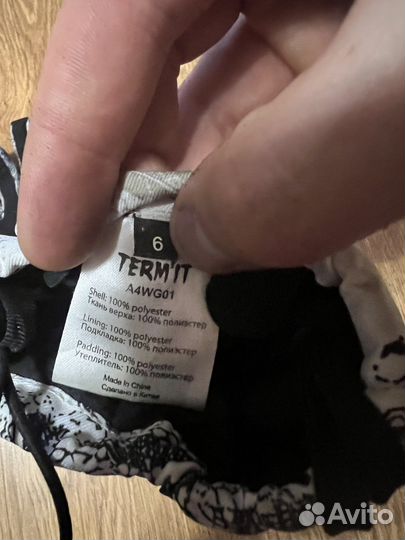 6
TERM'IT
A4WG01
Shell: 100% polyester
Ткань верха: 100% полиэстер
Lining: 100% polyester
Подкладка: 100% полиэстер
Padding: 100% polyester
Утеплитель: 100% полиэстер
Made in China
Сделано в Китае
Avito